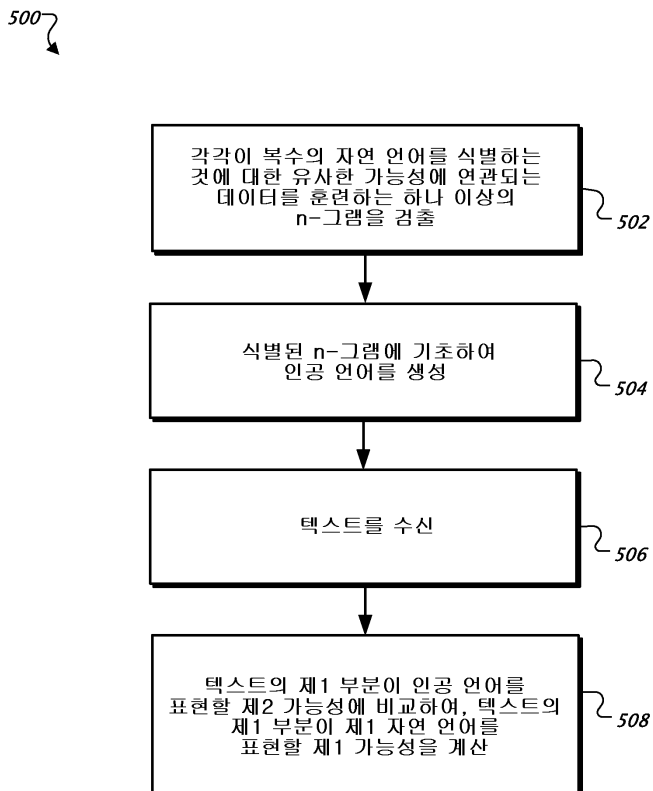 500
각각이 복수의 자연 언어를 식별하는
것에 대한 유사한 가능성에 연관되는
데이터를 훈련하는 하나 이상의
n-그램을 검출
502
식별된 n-그램에 기초하여
인공 언어를 생성
504
텍스트를 수신
506
텍스트의 제1 부분이 인공 언어를
표현할 제2 가능성에 비교하여, 텍스트의
제1 부분이 제1 자연 언어를
표현할 제1 가능성을 계산
508